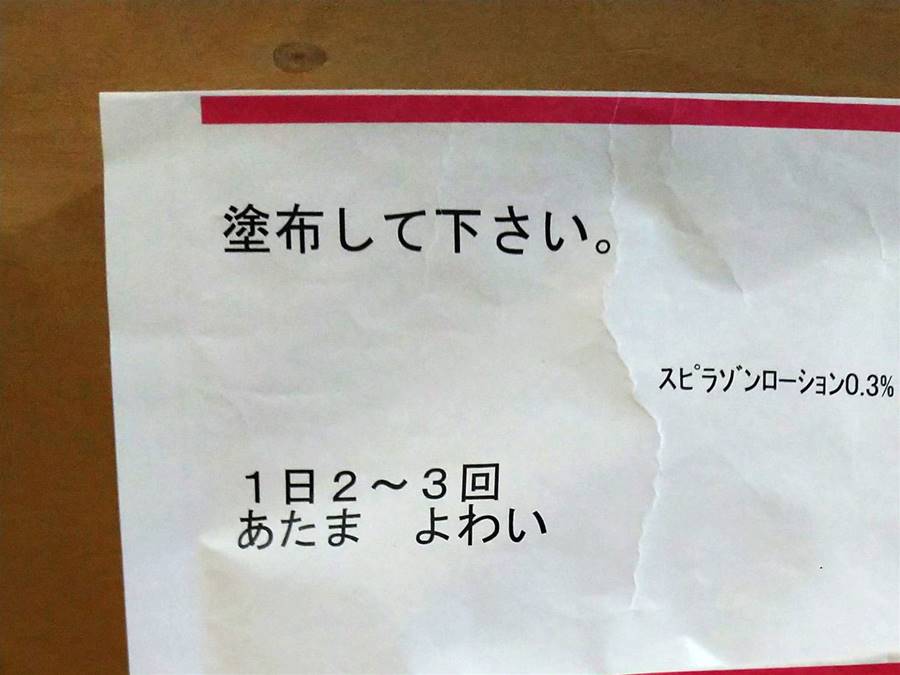 塗布して下さい。
スピラゾンローション0.3%
１日２～３回
あたま　よわい